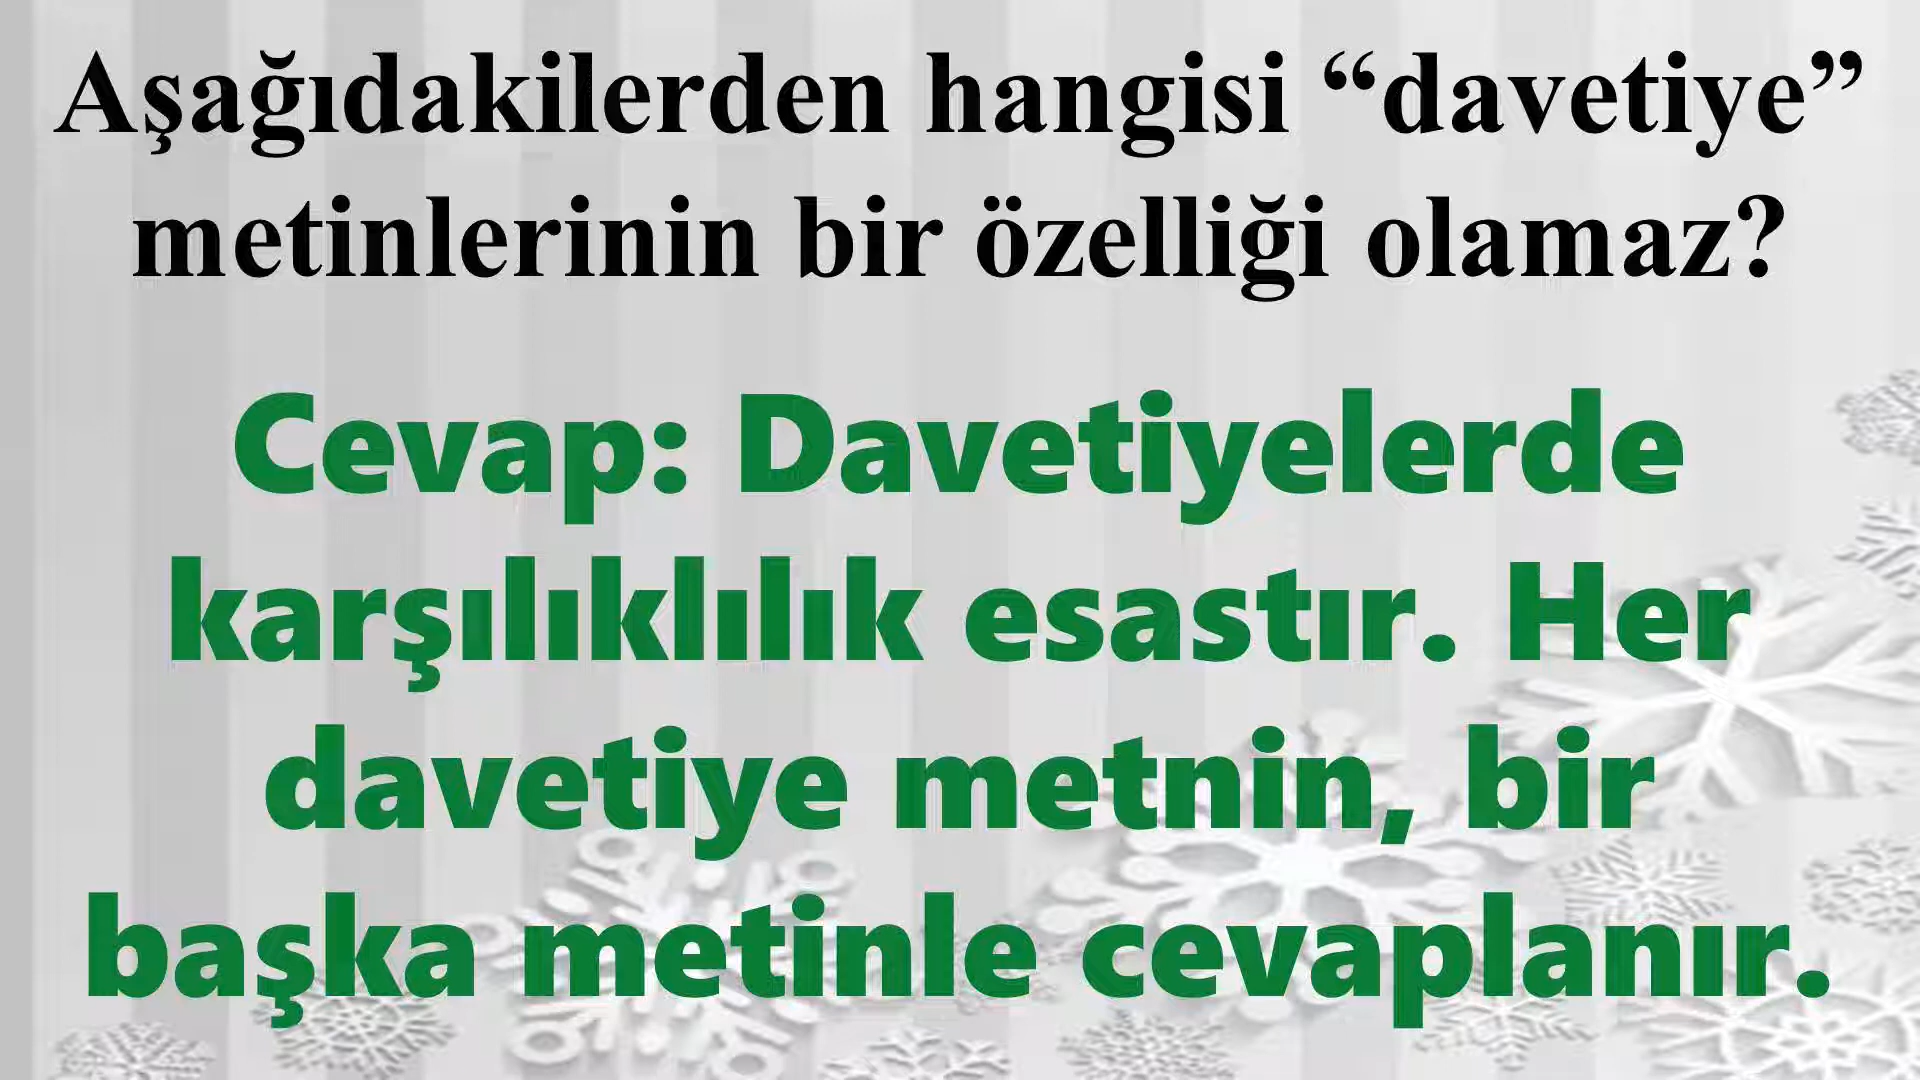 Aşağıdakilerden hangisi “davetiye”
metinlerinin bir özelliği olamaz?
Cevap: Davetiyelerde
karşılıklılık esastır. Her
davetiye metnin, bir
başka metinle cevaplanır.